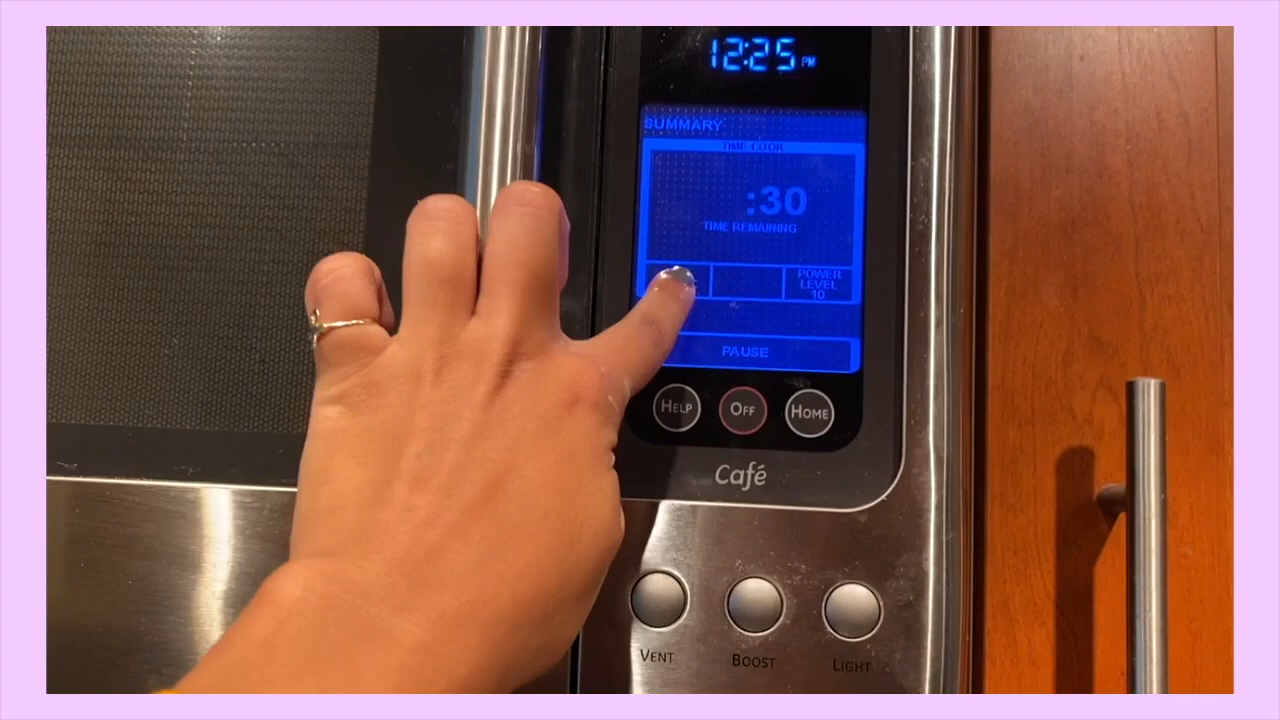 12:25 PM
SUMMARY
TIME COOK
:30
TIME REMAINING
POWER
LEVEL
10
PAUSE
HELP OFF HOME
Café
VENT BOOST LIGHT